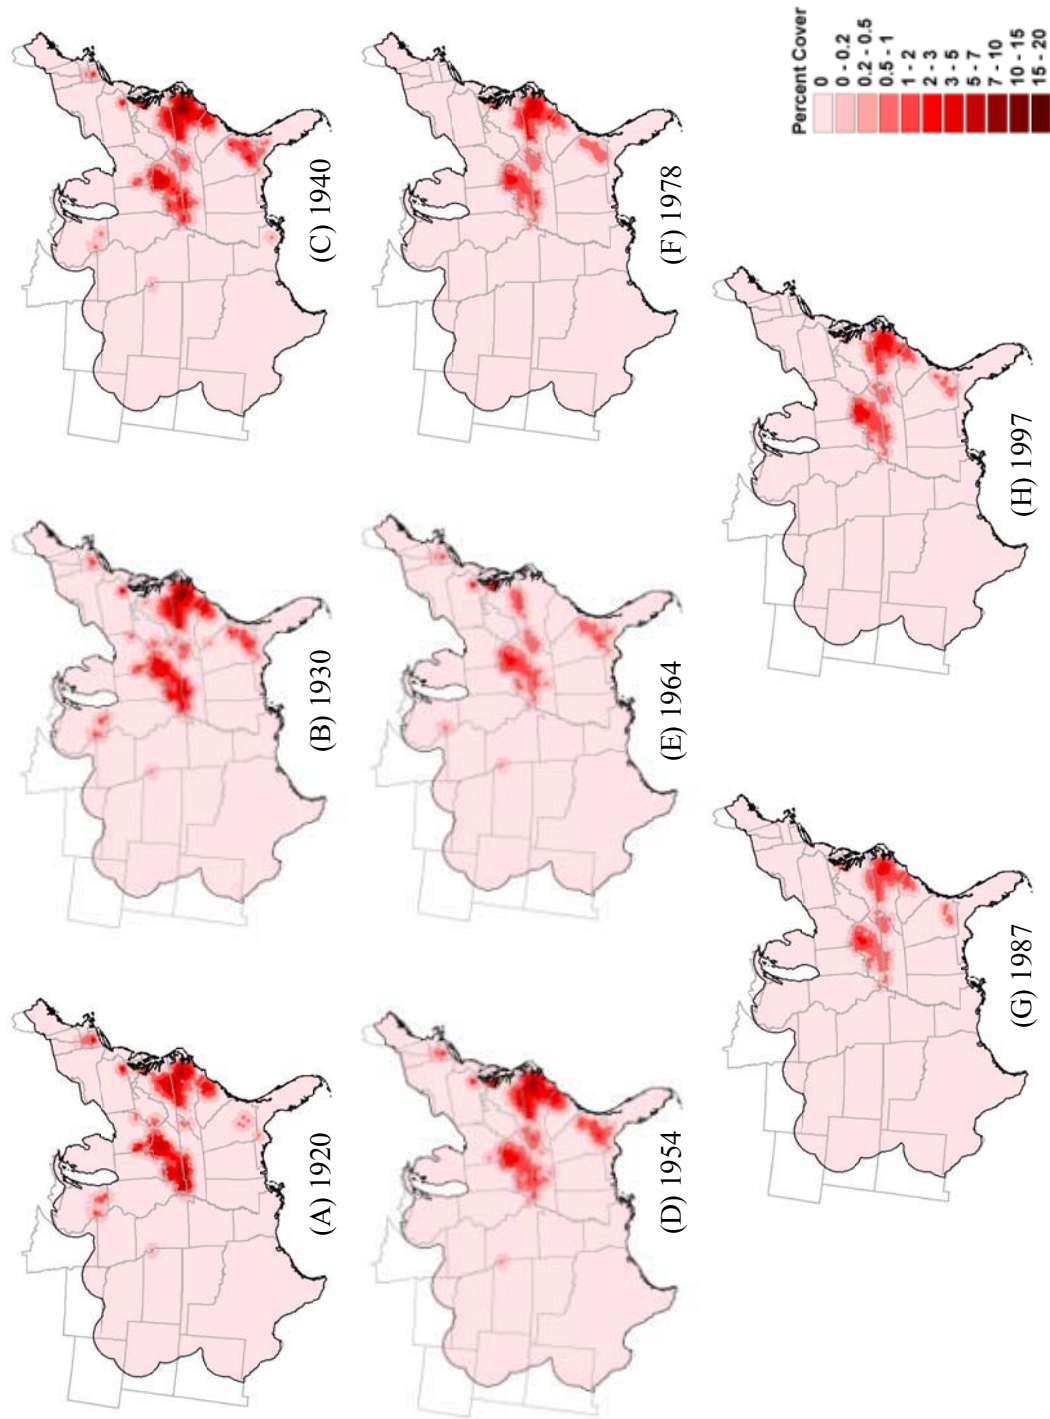 (A) 1920
(B) 1930
(C) 1940
(D) 1954
(E) 1964
(F) 1978
(G) 1987
(H) 1997
Percent Cover
0
0 - 0.2
0.2 - 0.5
0.5 - 1
1 - 2
2 - 3
3 - 5
5 - 7
7 - 10
10 - 15
15 - 20